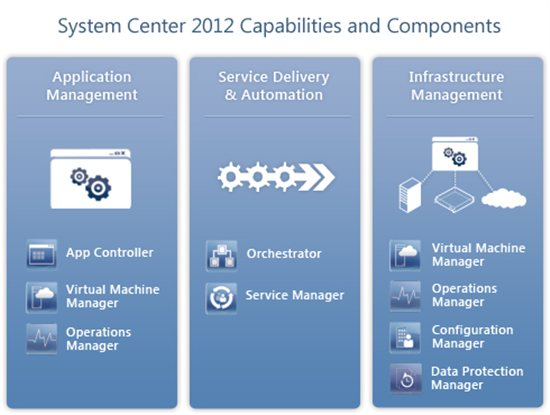 System Center 2012 Capabilities and Components
Application
Management
App Controller
Virtual Machine
Manager
Operations
Manager
Service Delivery
& Automation
Orchestrator
Service Manager
Infrastructure
Management
Virtual Machine
Manager
Operations
Manager
Configuration
Manager
Data Protection
Manager